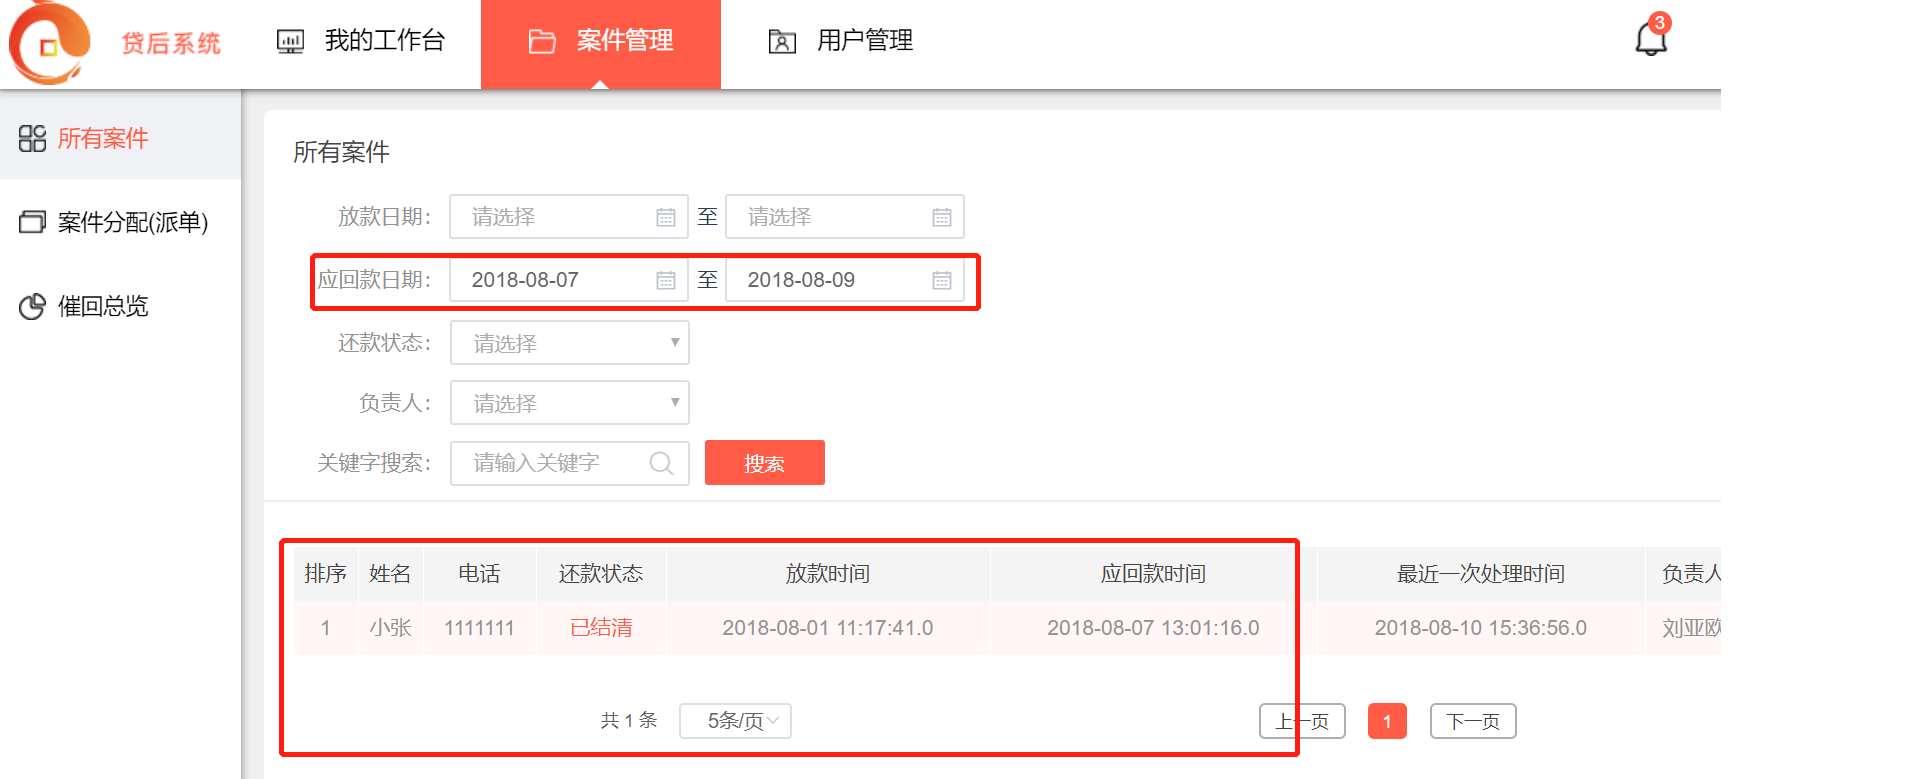 贷后系统 我的工作台 案件管理 用户管理 3
所有案件
案件分配(派单)
催回总览
所有案件
放款日期： 请选择 至 请选择
应回款日期： 2018-08-07 至 2018-08-09
还款状态： 请选择
负责人： 请选择
关键字搜索： 请输入关键字 搜索
排序 姓名 电话 还款状态 放款时间 应回款时间 最近一次处理时间 负责人
1 小张 1111111 已结清 2018-08-01 11:17:41.0 2018-08-07 13:01:16.0 2018-08-10 15:36:56.0 刘亚欧
共 1 条 5条/页 上一页 1 下一页